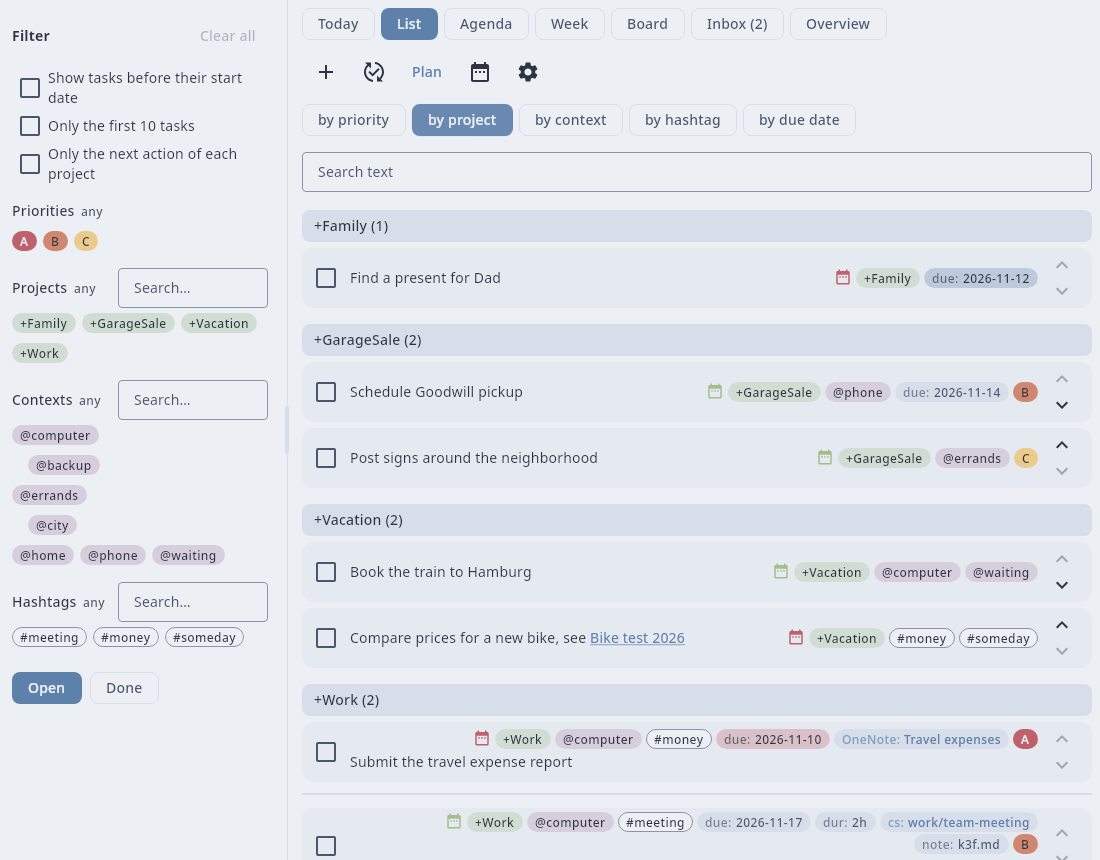 Filter Clear all
Show tasks before their start
date
Only the first 10 tasks
Only the next action of each
project
Priorities any
A B C
Projects any Search...
+Family +GarageSale +Vacation
+Work
Contexts any Search...
@computer
@backup
@errands
@city
@home @phone @waiting
Hashtags any Search...
#meeting #money #someday
Open Done
Today List Agenda Week Board Inbox (2) Overview
Plan
by priority by project by context by hashtag by due date
Search text
+Family (1)
Find a present for Dad +Family due: 2026-11-12
+GarageSale (2)
Schedule Goodwill pickup +GarageSale @phone due: 2026-11-14 B
Post signs around the neighborhood +GarageSale @errands C
+Vacation (2)
Book the train to Hamburg +Vacation @computer @waiting
Compare prices for a new bike, see Bike test 2026 +Vacation #money #someday
+Work (2)
+Work @computer #money due: 2026-11-10 OneNote: Travel expenses A
Submit the travel expense report
+Work @computer #meeting due: 2026-11-17 dur: 2h cs: work/team-meeting
note: k3f.md B